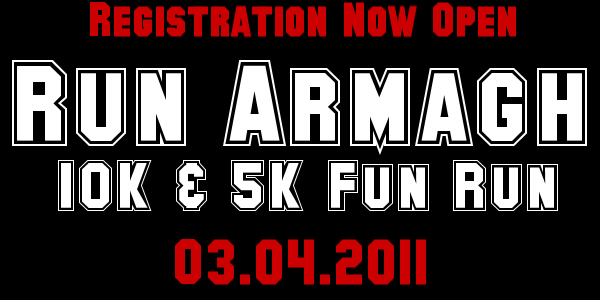 Registration Now Open
Run Armagh
10K & 5K Fun Run
03.04.2011